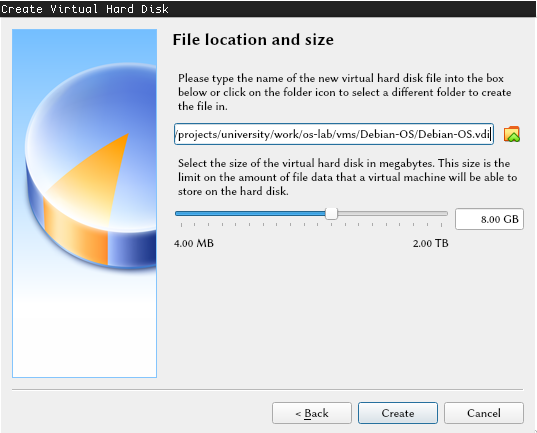 Create Virtual Hard Disk
File location and size
Please type the name of the new virtual hard disk file into the box
below or click on the folder icon to select a different folder to create
the file in.
/projects/university/work/os-lab/vms/Debian-OS/Debian-OS.vdi
Select the size of the virtual hard disk in megabytes. This size is the
limit on the amount of file data that a virtual machine will be able to
store on the hard disk.
8.00 GB
4.00 MB 2.00 TB
< Back Create Cancel